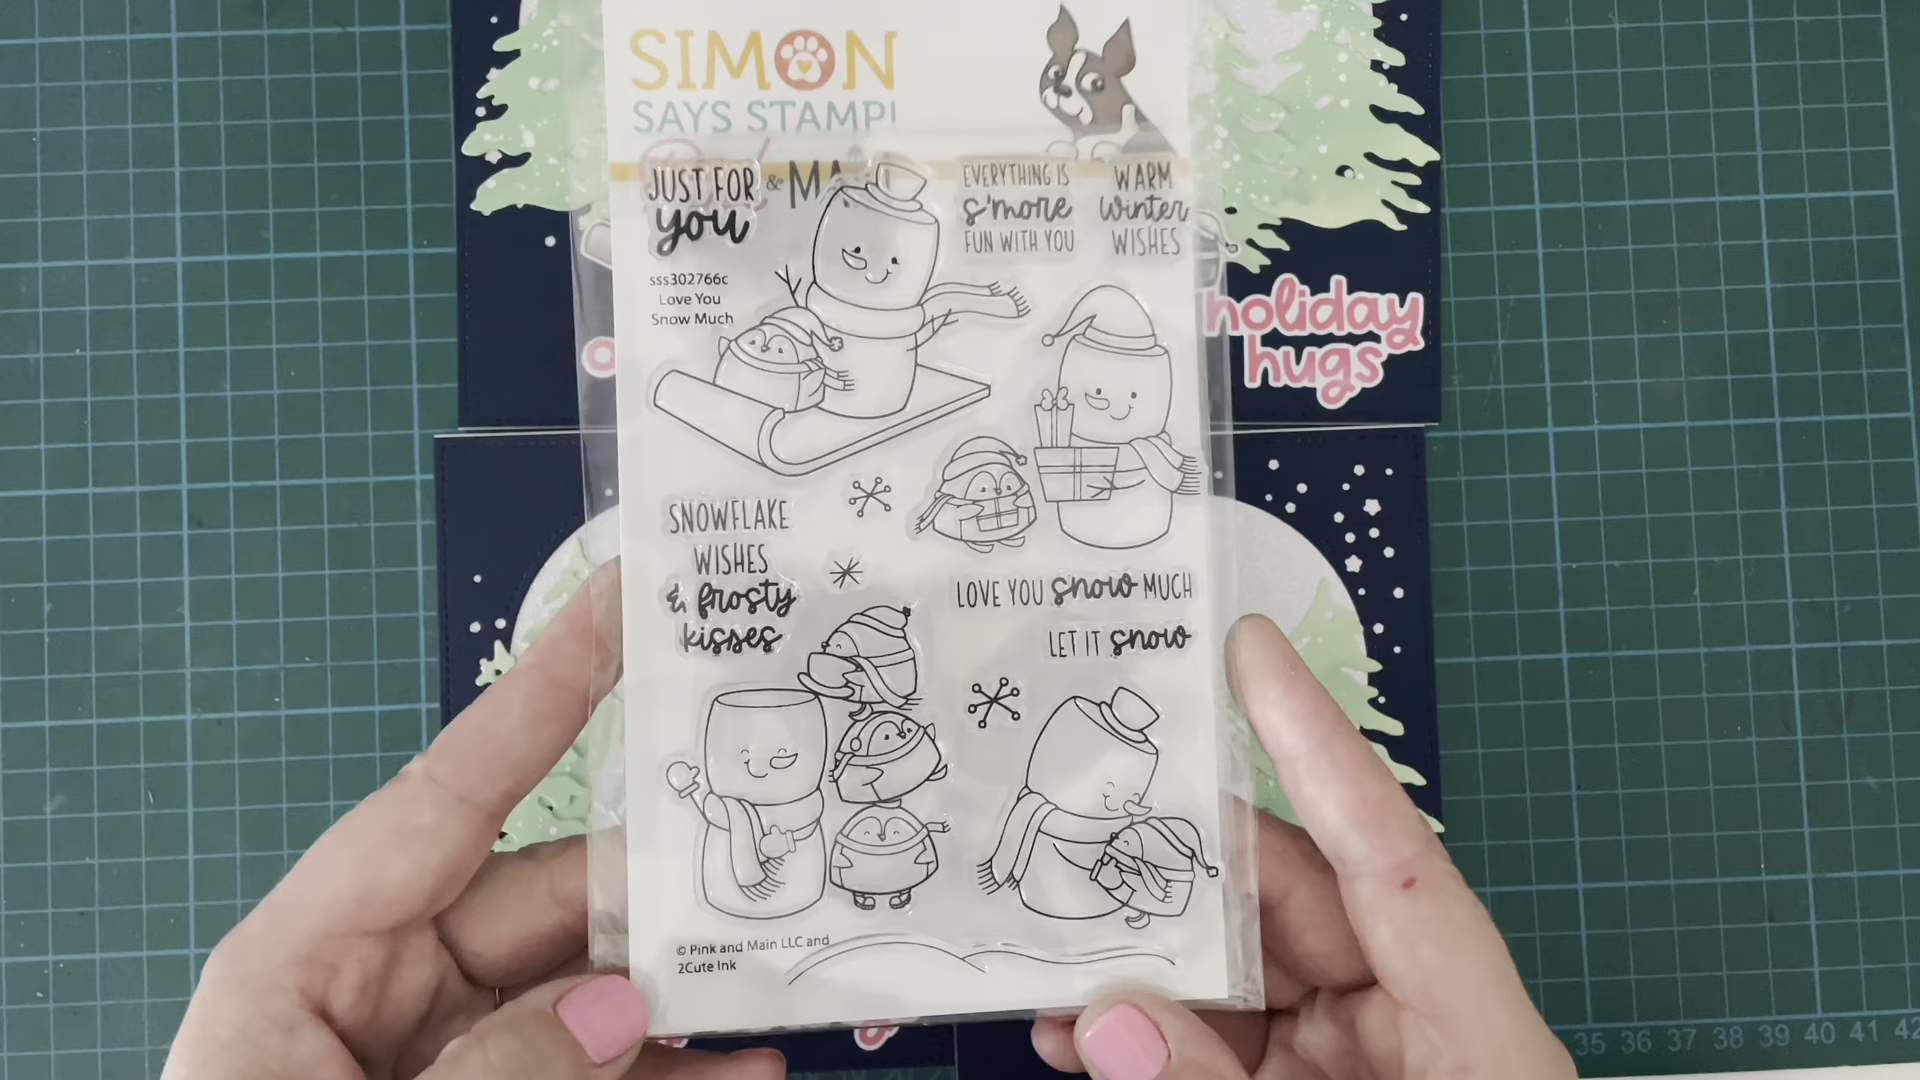 SIMON
SAYS STAMP!
JUST FOR
you
& MA
EVERYTHING IS
s'more
FUN WITH YOU
WARM
winter
WISHES
sss302766c
Love You
Snow Much
holiday
hugs
SNOWFLAKE
WISHES
& frosty
kisses
LOVE YOU snow MUCH
LET IT snow
© Pink and Main LLC and
2Cute Ink
35 36 37 38 39 40 41 42